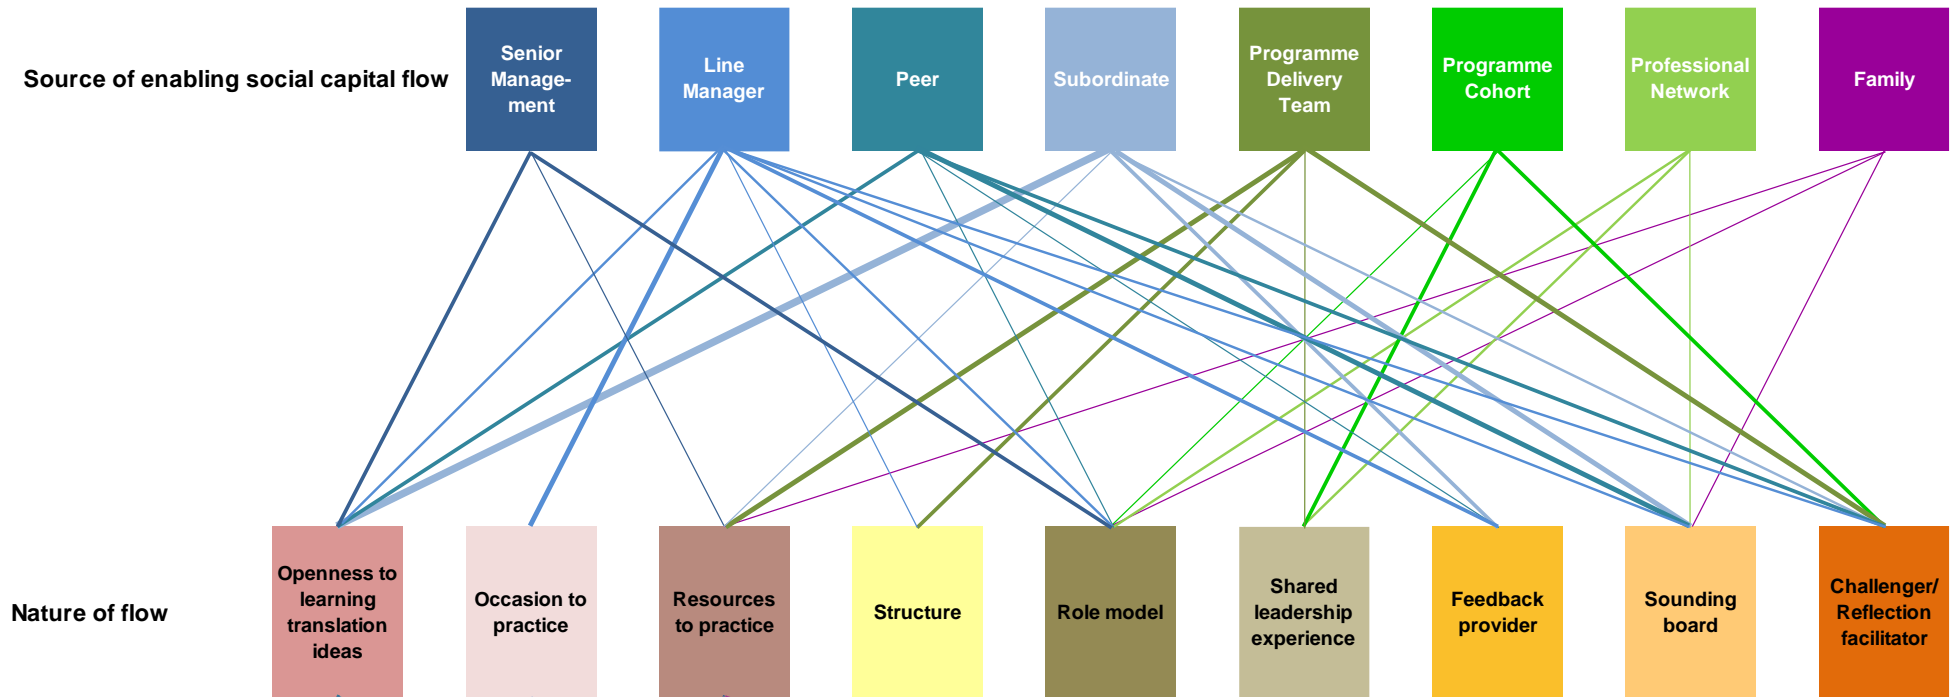 Source of enabling social capital flow
Senior
Manage-
ment
Line
Manager
Peer
Subordinate
Programme
Delivery
Team
Programme
Cohort
Professional
Network
Family
Nature of flow
Openness to
learning
translation
ideas
Occasion to
practice
Resources
to practice
Structure
Role model
Shared
leadership
experience
Feedback
provider
Sounding
board
Challenger/
Reflection
facilitator